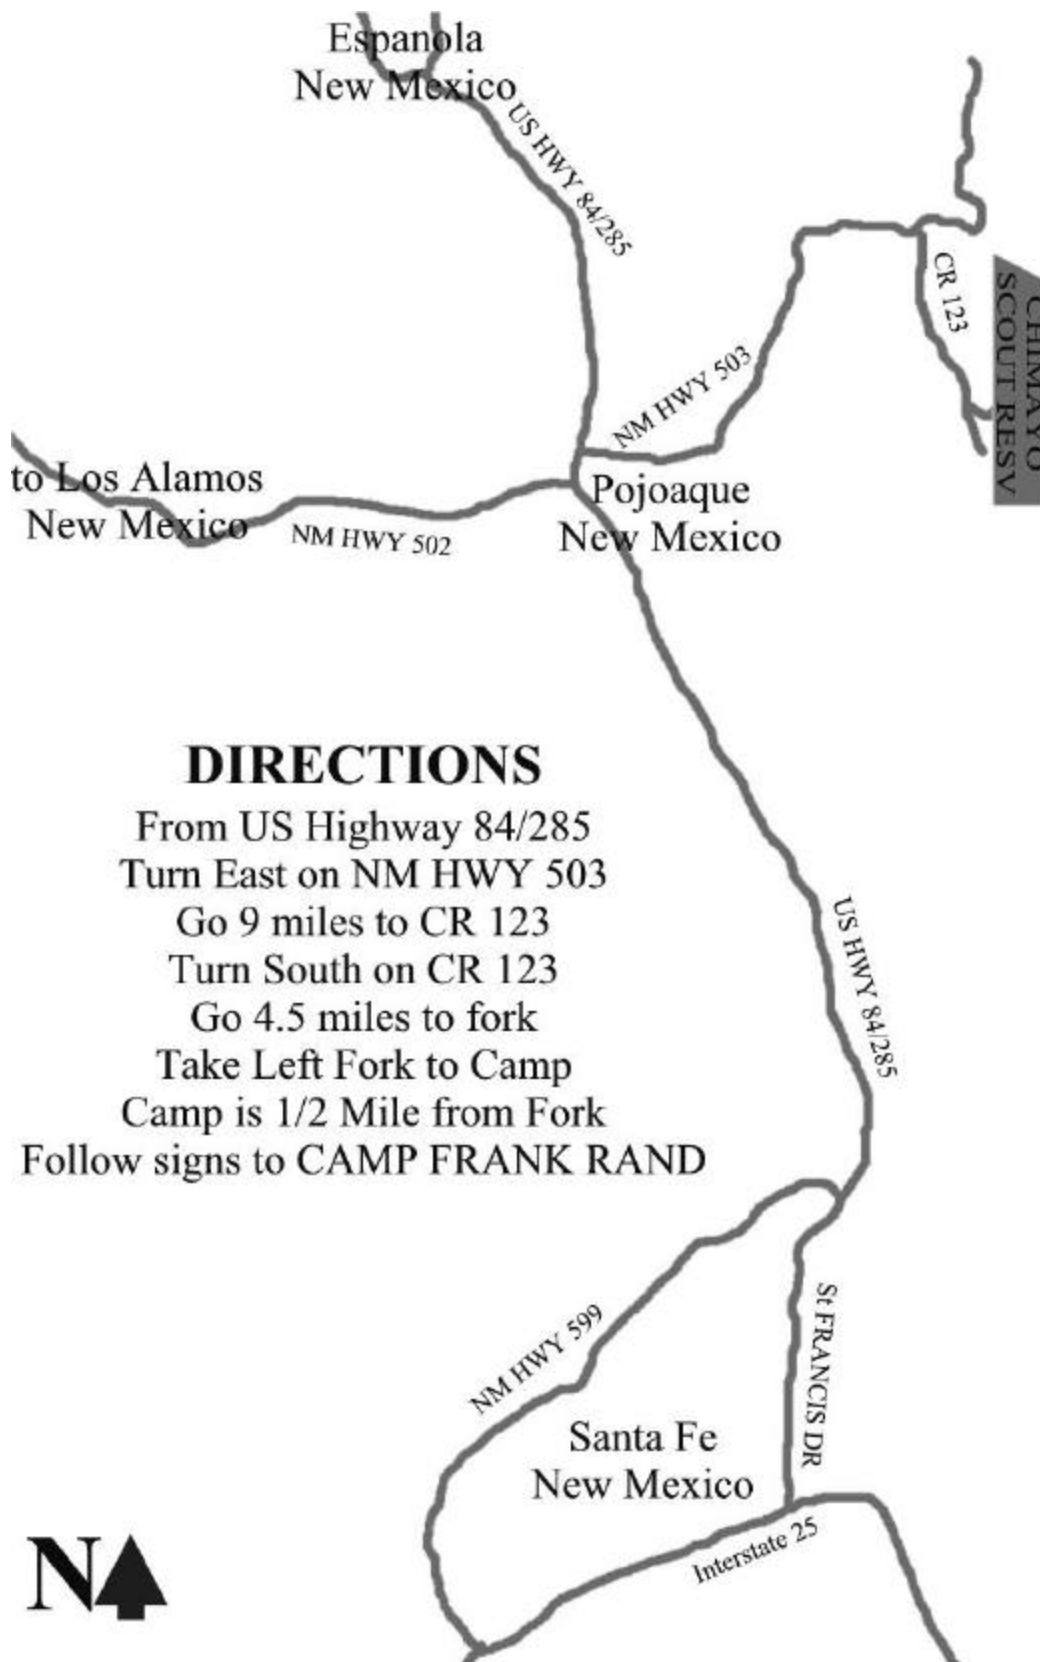 Espanola
New Mexico
US HWY 84/285
CR 123
CHIMAYO
SCOUT RESV
NM HWY 503
to Los Alamos
New Mexico
NM HWY 502
Pojoaque
New Mexico
DIRECTIONS
From US Highway 84/285
Turn East on NM HWY 503
Go 9 miles to CR 123
Turn South on CR 123
Go 4.5 miles to fork
Take Left Fork to Camp
Camp is 1/2 Mile from Fork
Follow signs to CAMP FRANK RAND
US HWY 84/285
NM HWY 599
St FRANCIS DR
Santa Fe
New Mexico
Interstate 25
N